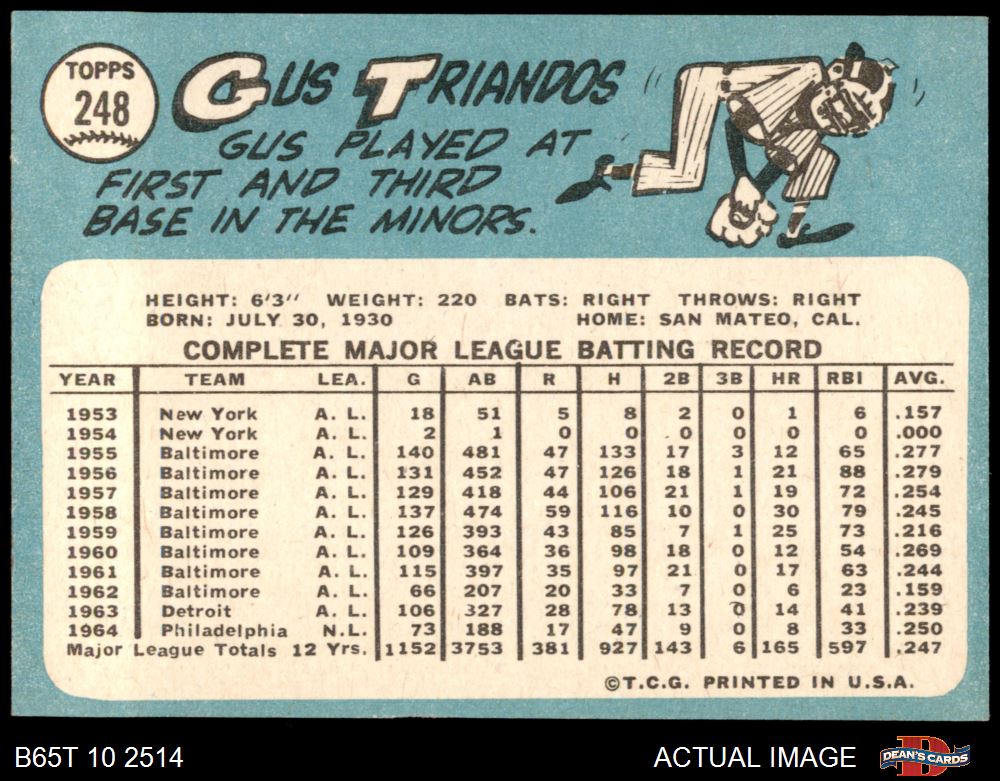 TOPPS
248
GUS TRIANDOS
GUS PLAYED AT
FIRST AND THIRD
BASE IN THE MINORS.
HEIGHT: 6'3" WEIGHT: 220 BATS: RIGHT THROWS: RIGHT
BORN: JULY 30, 1930 HOME: SAN MATEO, CAL.
COMPLETE MAJOR LEAGUE BATTING RECORD
YEAR TEAM LEA. G AB R H 2B 3B HR RBI AVG.
1953 New York A. L. 18 51 5 8 2 0 1 6 .157
1954 New York A. L. 2 1 0 0 0 0 0 0 .000
1955 Baltimore A. L. 140 481 47 133 17 3 12 65 .277
1956 Baltimore A. L. 131 452 47 126 18 1 21 88 .279
1957 Baltimore A. L. 129 418 44 106 21 1 19 72 .254
1958 Baltimore A. L. 137 474 59 116 10 0 30 79 .245
1959 Baltimore A. L. 126 393 43 85 7 1 25 73 .216
1960 Baltimore A. L. 109 364 36 98 18 0 12 54 .269
1961 Baltimore A. L. 115 397 35 97 21 0 17 63 .244
1962 Baltimore A. L. 66 207 20 33 7 0 6 23 .159
1963 Detroit A. L. 106 327 28 78 13 0 14 41 .239
1964 Philadelphia N.L. 73 188 17 47 9 0 8 33 .250
Major League Totals 12 Yrs. 1152 3753 381 927 143 6 165 597 .247
©T.C.G. PRINTED IN U.S.A.
B65T 10 2514 ACTUAL IMAGE DEAN'S CARDS